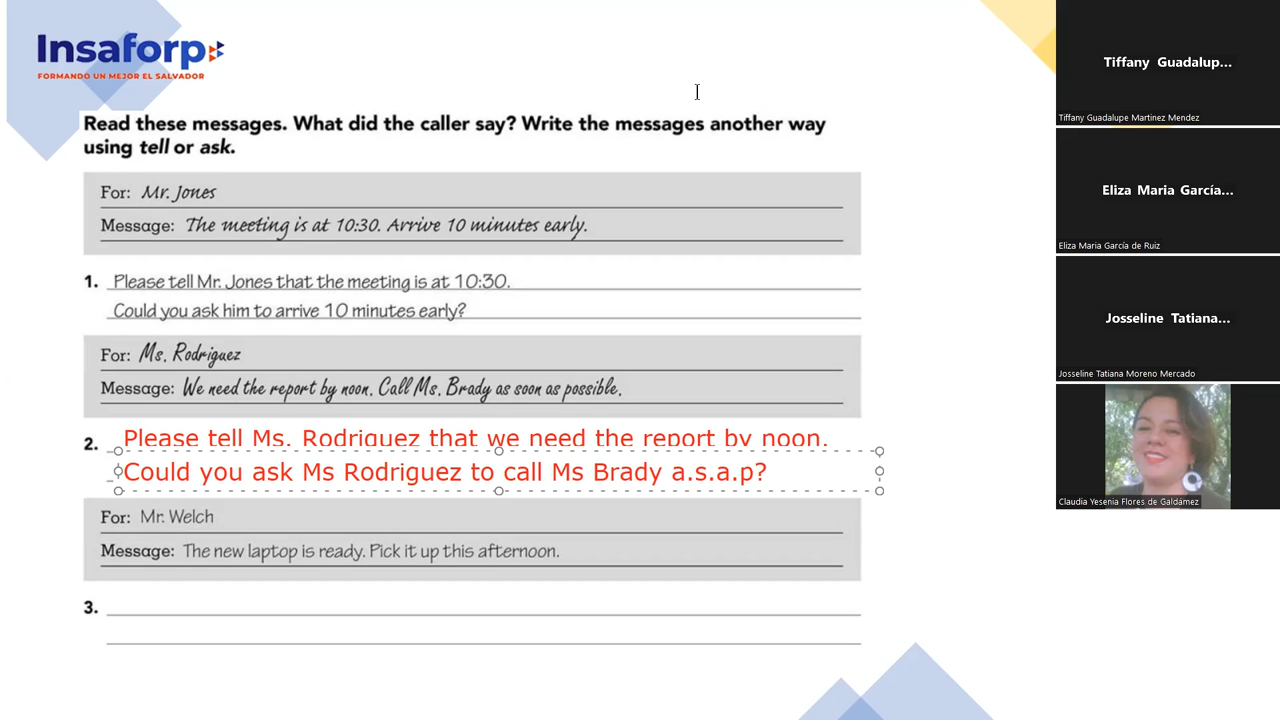 Insaforp
FORMANDO UN MEJOR EL SALVADOR
Read these messages. What did the caller say? Write the messages another way
using tell or ask.
For: Mr. Jones
Message: The meeting is at 10:30. Arrive 10 minutes early.
1. Please tell Mr. Jones that the meeting is at 10:30.
Could you ask him to arrive 10 minutes early?
For: Ms. Rodriguez
Message: We need the report by noon. Call Ms. Brady as soon as possible.
2. Please tell Ms. Rodriguez that we need the report by noon.
Could you ask Ms Rodriguez to call Ms Brady a.s.a.p?
For: Mr. Welch
Message: The new laptop is ready. Pick it up this afternoon.
3.
Tiffany Guadalup...
Tiffany Guadalupe Martinez Mendez
Eliza Maria García...
Eliza Maria García de Ruiz
Josseline Tatiana...
Josseline Tatiana Moreno Mercado
Claudia Yesenia Flores de Galdámez